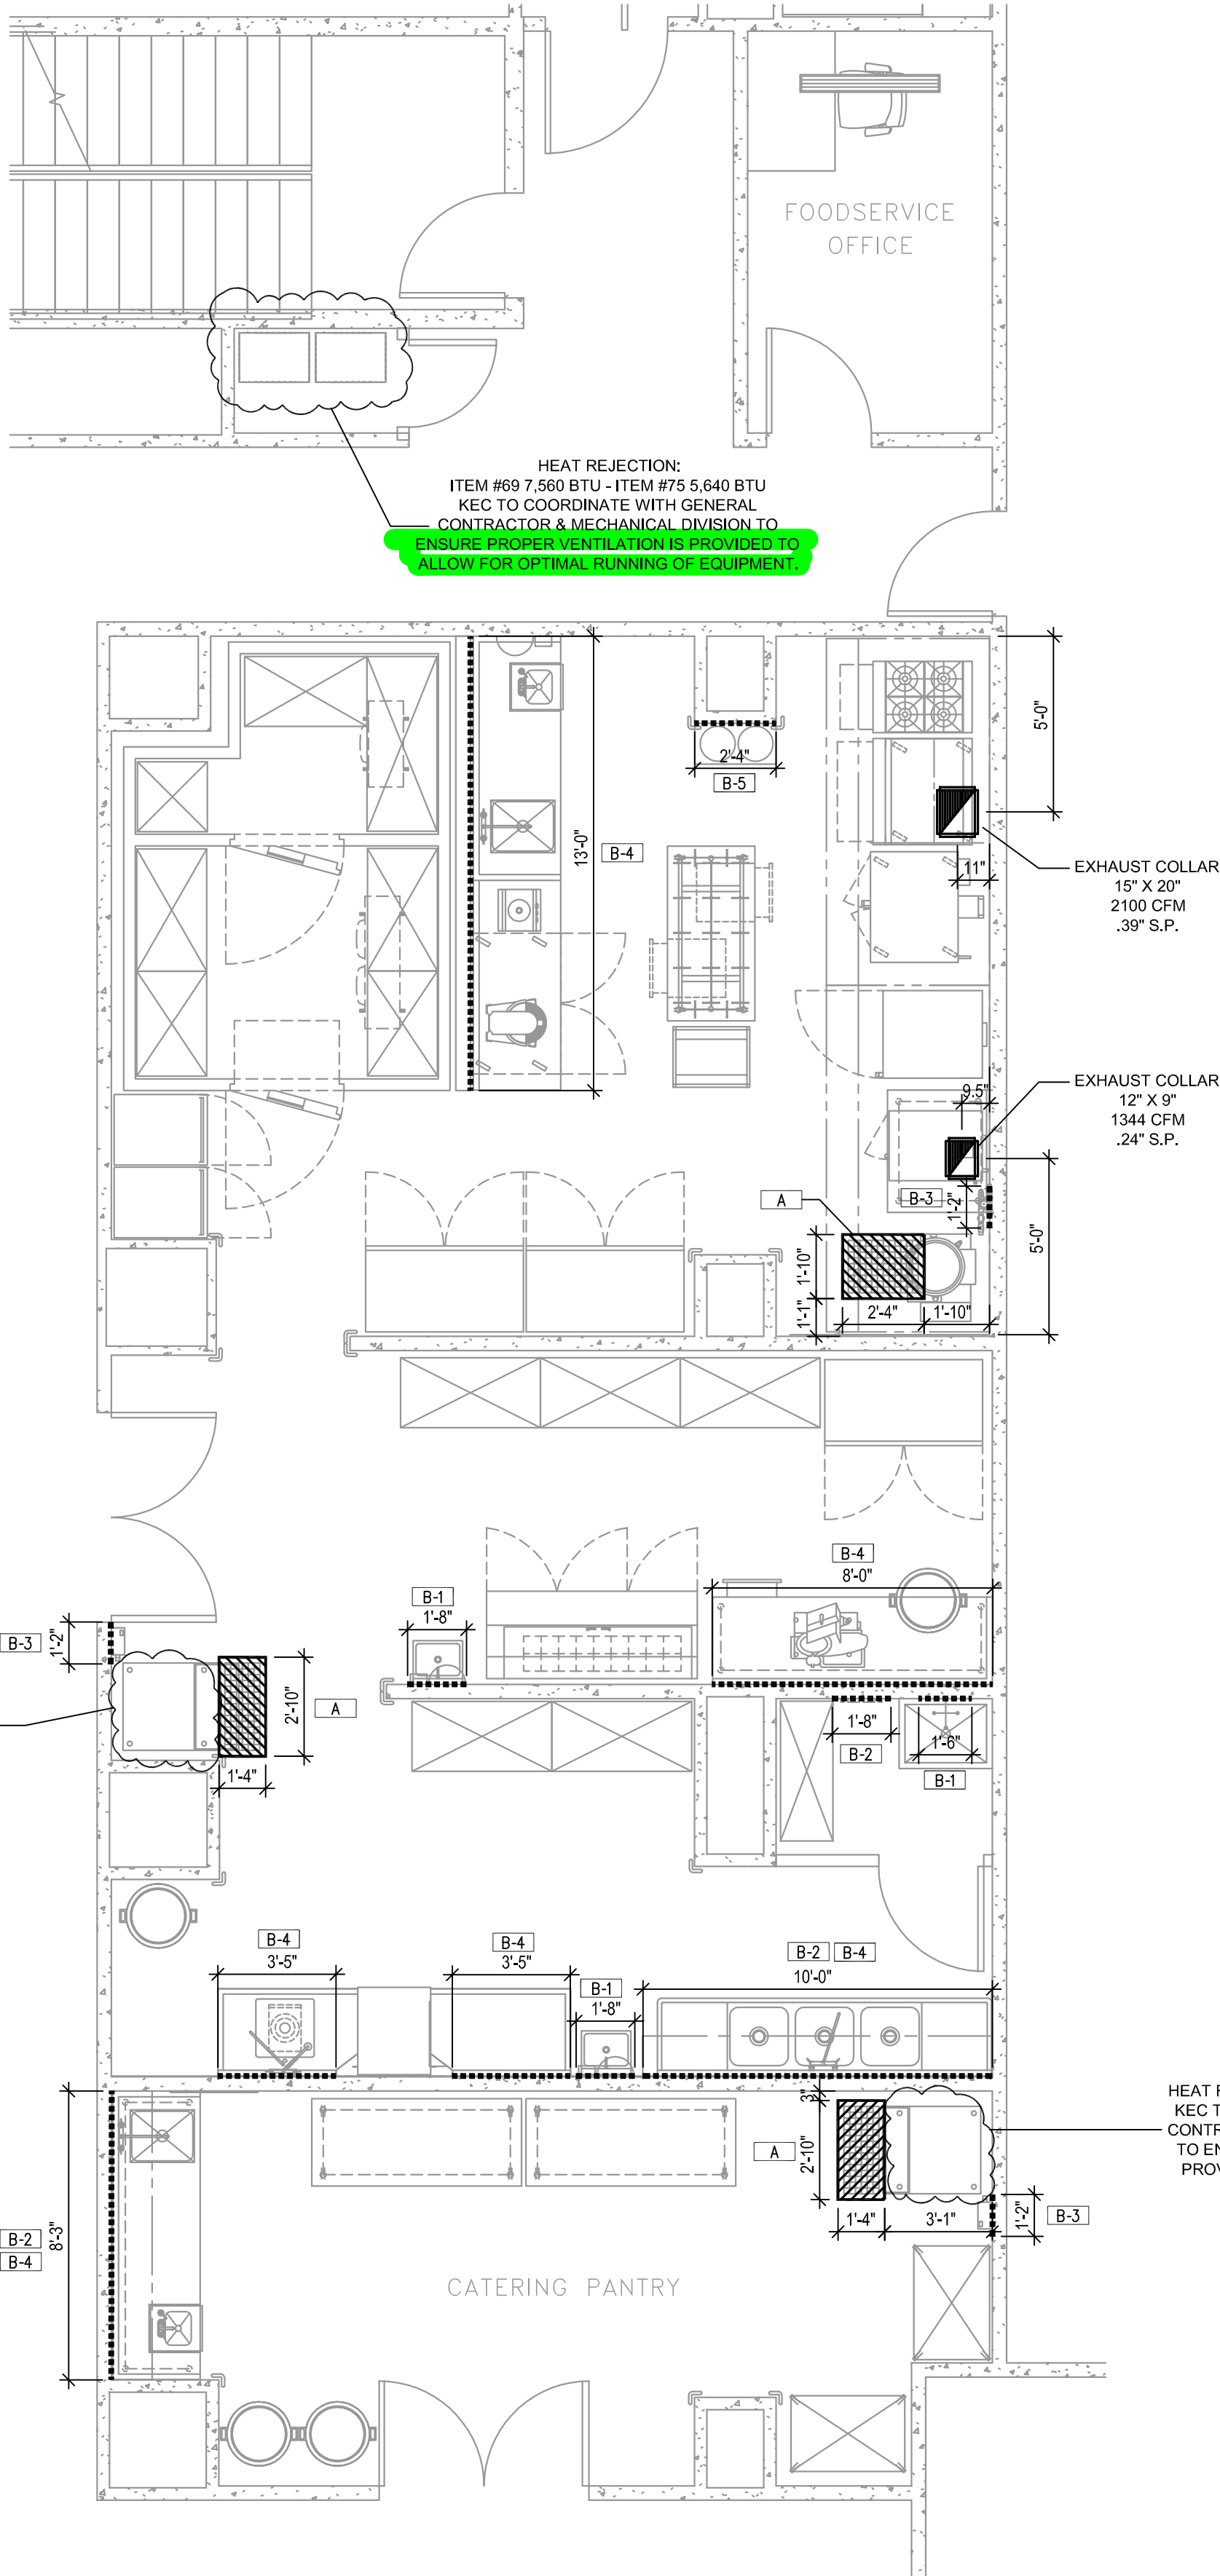 FOODSERVICE
OFFICE
HEAT REJECTION:
ITEM #69 7,560 BTU - ITEM #75 5,640 BTU
KEC TO COORDINATE WITH GENERAL
CONTRACTOR & MECHANICAL DIVISION TO
ENSURE PROPER VENTILATION IS PROVIDED TO
ALLOW FOR OPTIMAL RUNNING OF EQUIPMENT.
5'-0"
2'-4"
B-5
13'-0"
B-4
11"
EXHAUST COLLAR
15" X 20"
2100 CFM
.39" S.P.
EXHAUST COLLAR
12" X 9"
1344 CFM
.24" S.P.
9.5"
A
B-3
1'-2"
5'-0"
1'-10"
1'-1"
2'-4"
1'-10"
B-4
8'-0"
B-1
1'-8"
B-3
1'-2"
2'-10"
A
1'-4"
1'-8"
B-2
1'-6"
B-1
B-4
3'-5"
B-4
3'-5"
B-1
1'-8"
B-2
B-4
10'-0"
3"
A
2'-10"
1'-4"
3'-1"
1'-2"
B-3
HEAT
KEC
CONTR
TO EN
PROV
B-2
B-4
8'-3"
CATERING PANTRY